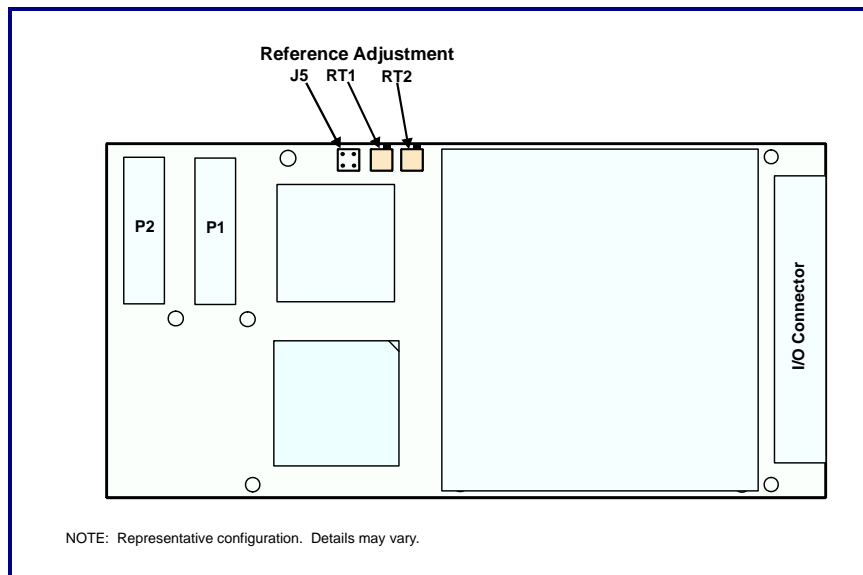 Reference Adjustment
J5 RT1 RT2
P2 P1
I/O Connector
NOTE: Representative configuration. Details may vary.